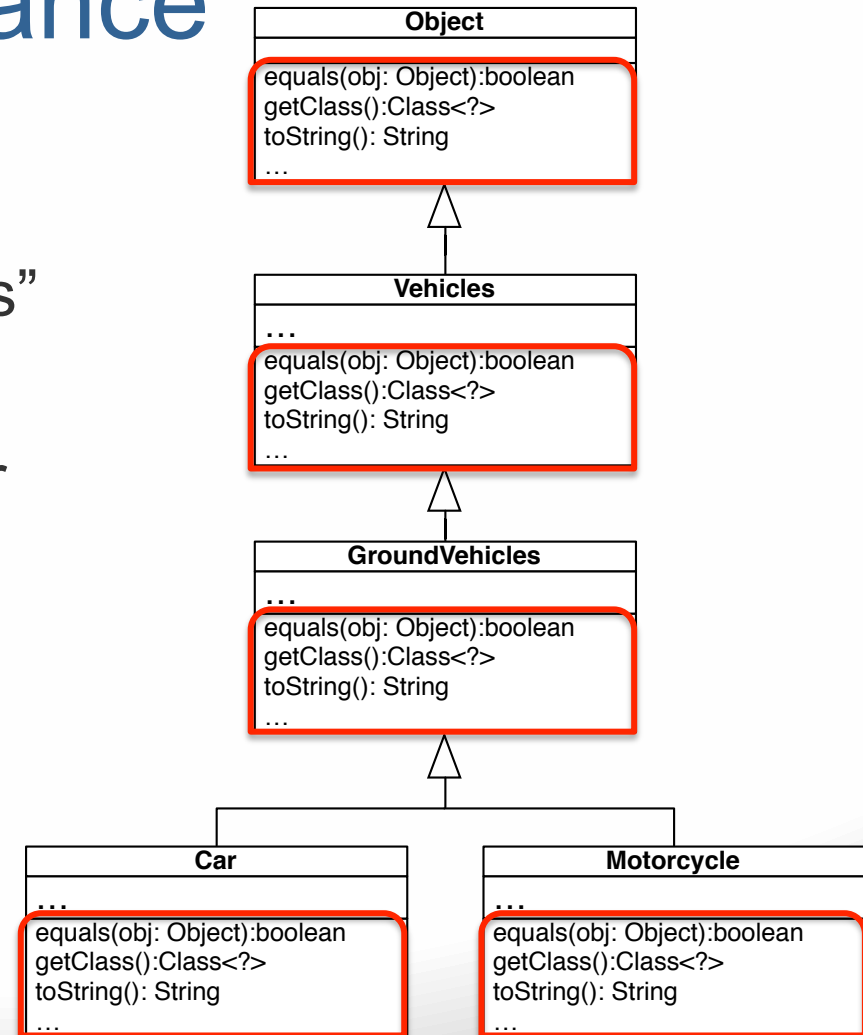 ance
Object
equals(obj: Object):boolean
getClass():Class<?>
toString(): String
…
s”
Vehicles
...
equals(obj: Object):boolean
getClass():Class<?>
toString(): String
…
r
GroundVehicles
...
equals(obj: Object):boolean
getClass():Class<?>
toString(): String
…
Car
...
equals(obj: Object):boolean
getClass():Class<?>
toString(): String
…
Motorcycle
...
equals(obj: Object):boolean
getClass():Class<?>
toString(): String
…